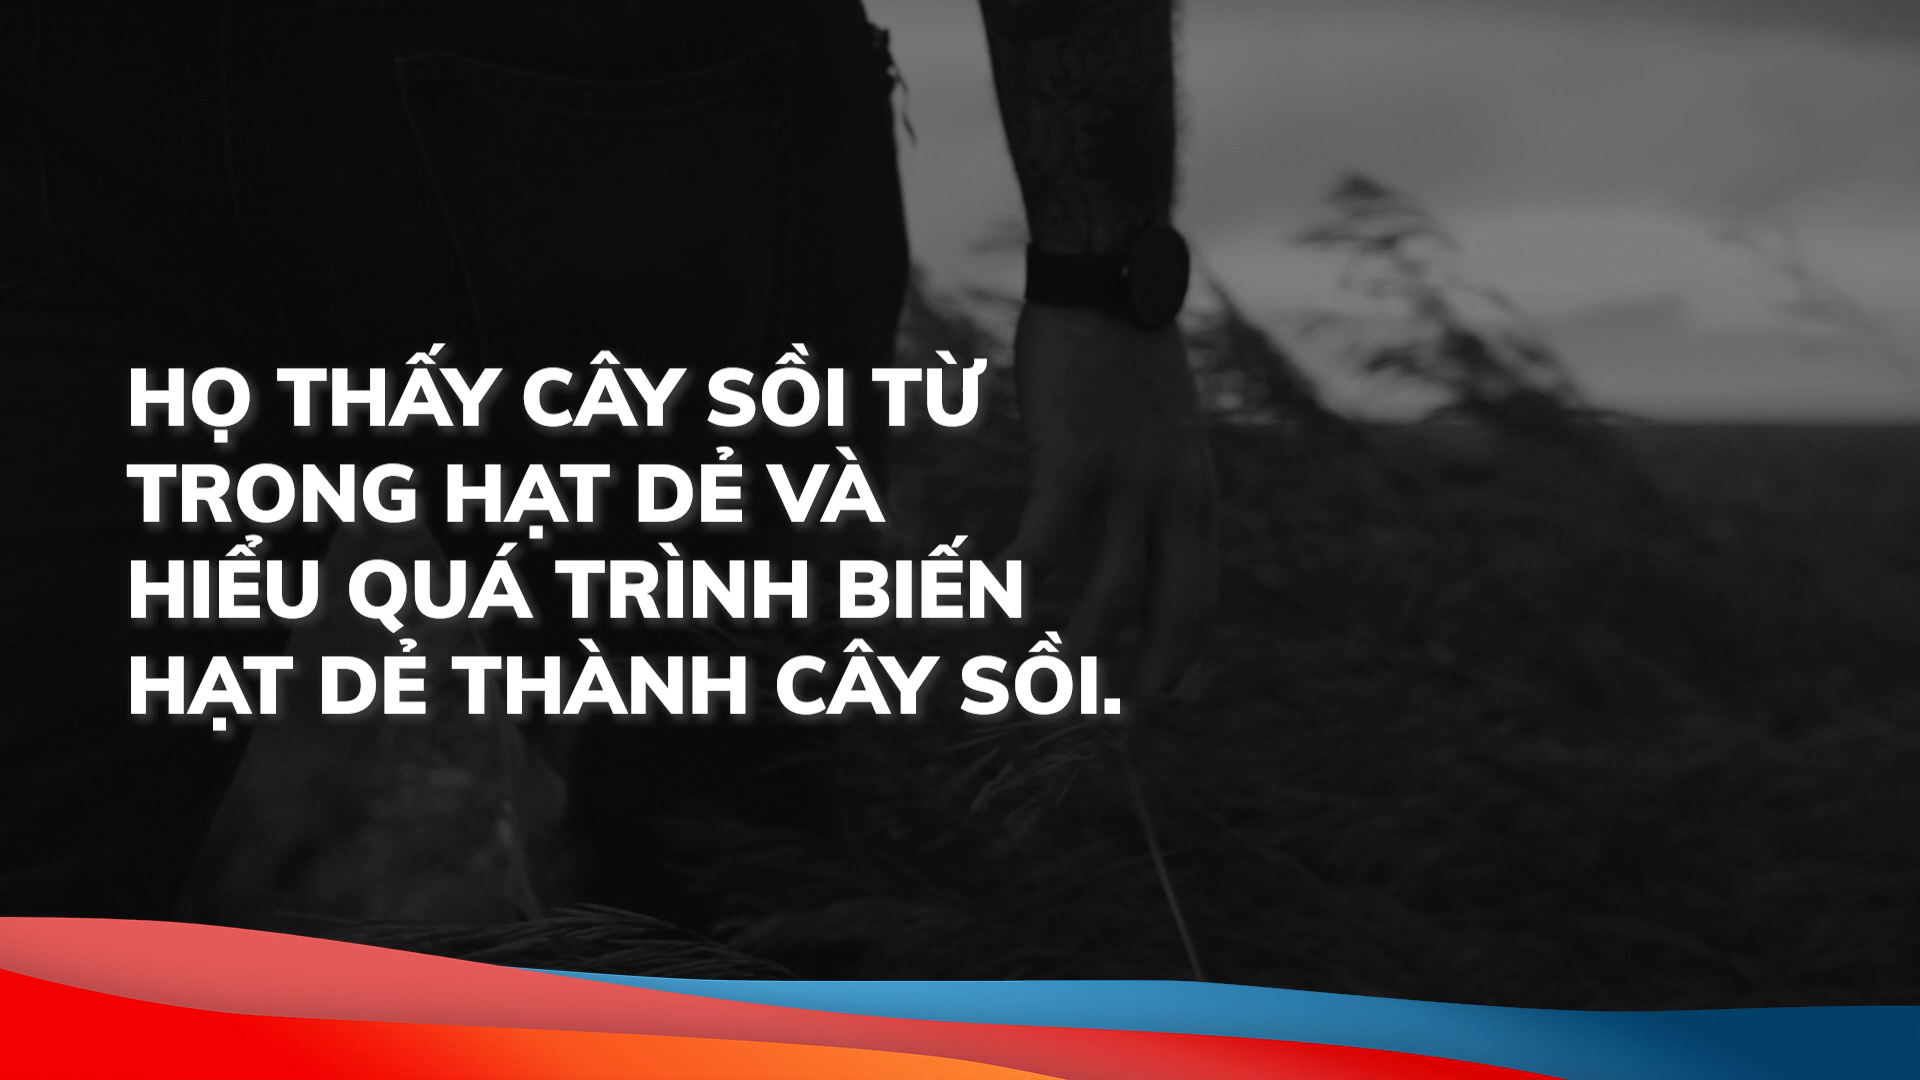 HỌ THẤY CÂY SỒI TỪ
TRONG HẠT DẺ VÀ
HIỂU QUÁ TRÌNH BIẾN
HẠT DẺ THÀNH CÂY SỒI.